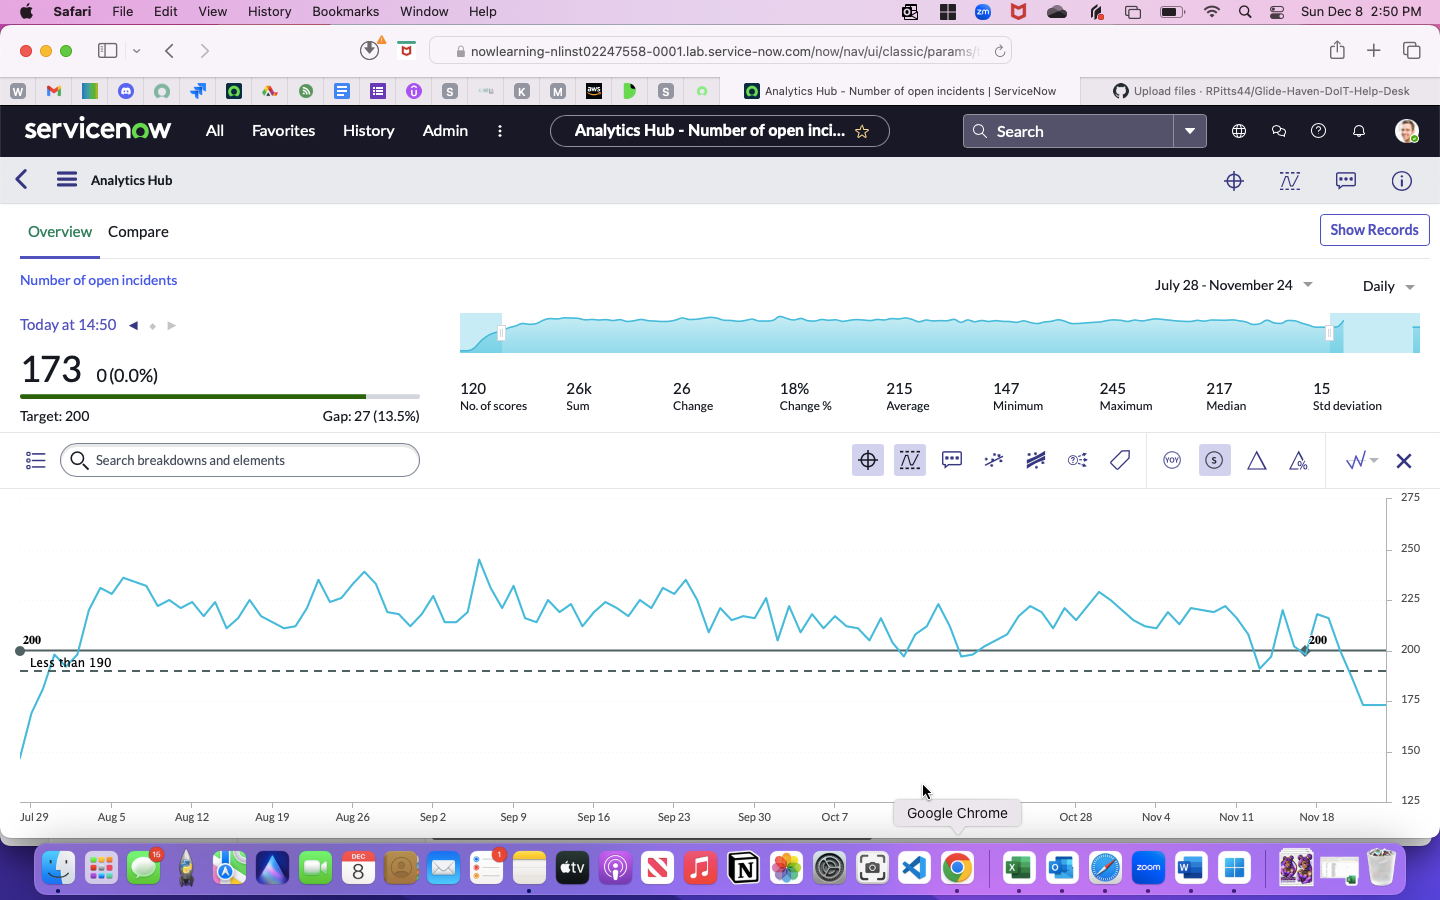 Safari File Edit View History Bookmarks Window Help
zm
Sun Dec 8 2:50 PM
nowlearning-nlinst02247558-0001.lab.service-now.com/now/nav/ui/classic/params/
W
S
K
M
aws
S
Analytics Hub - Number of open incidents | ServiceNow
Upload files · RPitts44/Glide-Haven-DoIT-Help-Desk
servicenow
All Favorites History Admin
Analytics Hub - Number of open inci...
Search
Analytics Hub
Overview Compare
Show Records
Number of open incidents
July 28 - November 24
Daily
Today at 14:50
173 0 (0.0%)
Target: 200 Gap: 27 (13.5%)
120 26k 26 18% 215 147 245 217 15
No. of scores Sum Change Change % Average Minimum Maximum Median Std deviation
Search breakdowns and elements
YOY
S
%
275
250
225
200
175
150
125
200
Less than 190
200
Jul 29 Aug 5 Aug 12 Aug 19 Aug 26 Sep 2 Sep 9 Sep 16 Sep 23 Sep 30 Oct 7 Oct 28 Nov 4 Nov 11 Nov 18
Google Chrome
15
DEC
8
1
tv
zoom